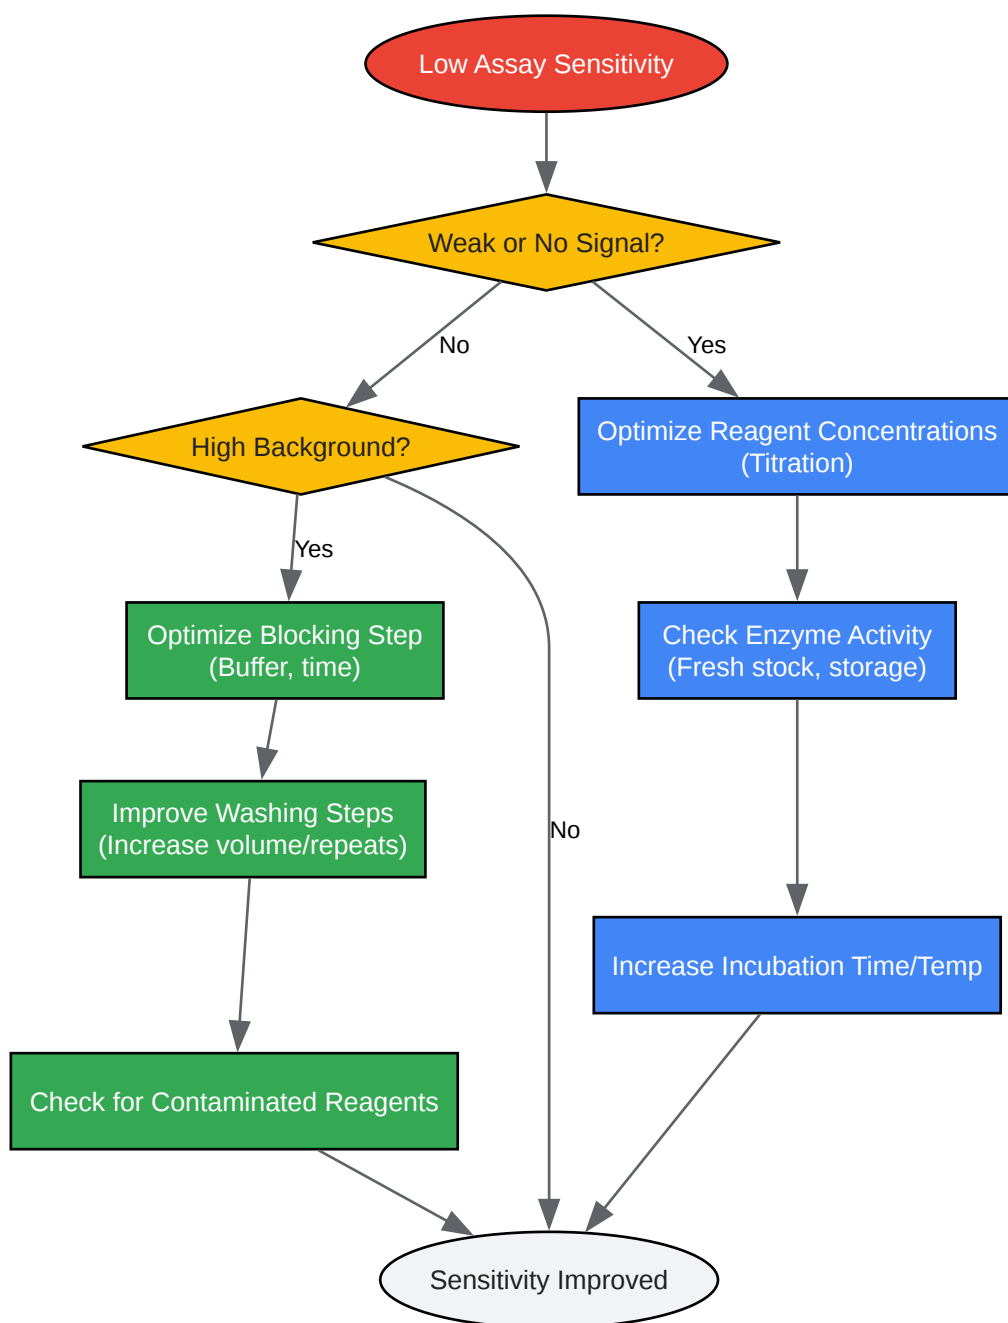 Low Assay Sensitivity
Weak or No Signal?
No
Yes
High Background?
Optimize Reagent Concentrations
(Titration)
Yes
Optimize Blocking Step
(Buffer, time)
Check Enzyme Activity
(Fresh stock, storage)
Improve Washing Steps
(Increase volume/repeats)
No
Increase Incubation Time/Temp
Check for Contaminated Reagents
Sensitivity Improved